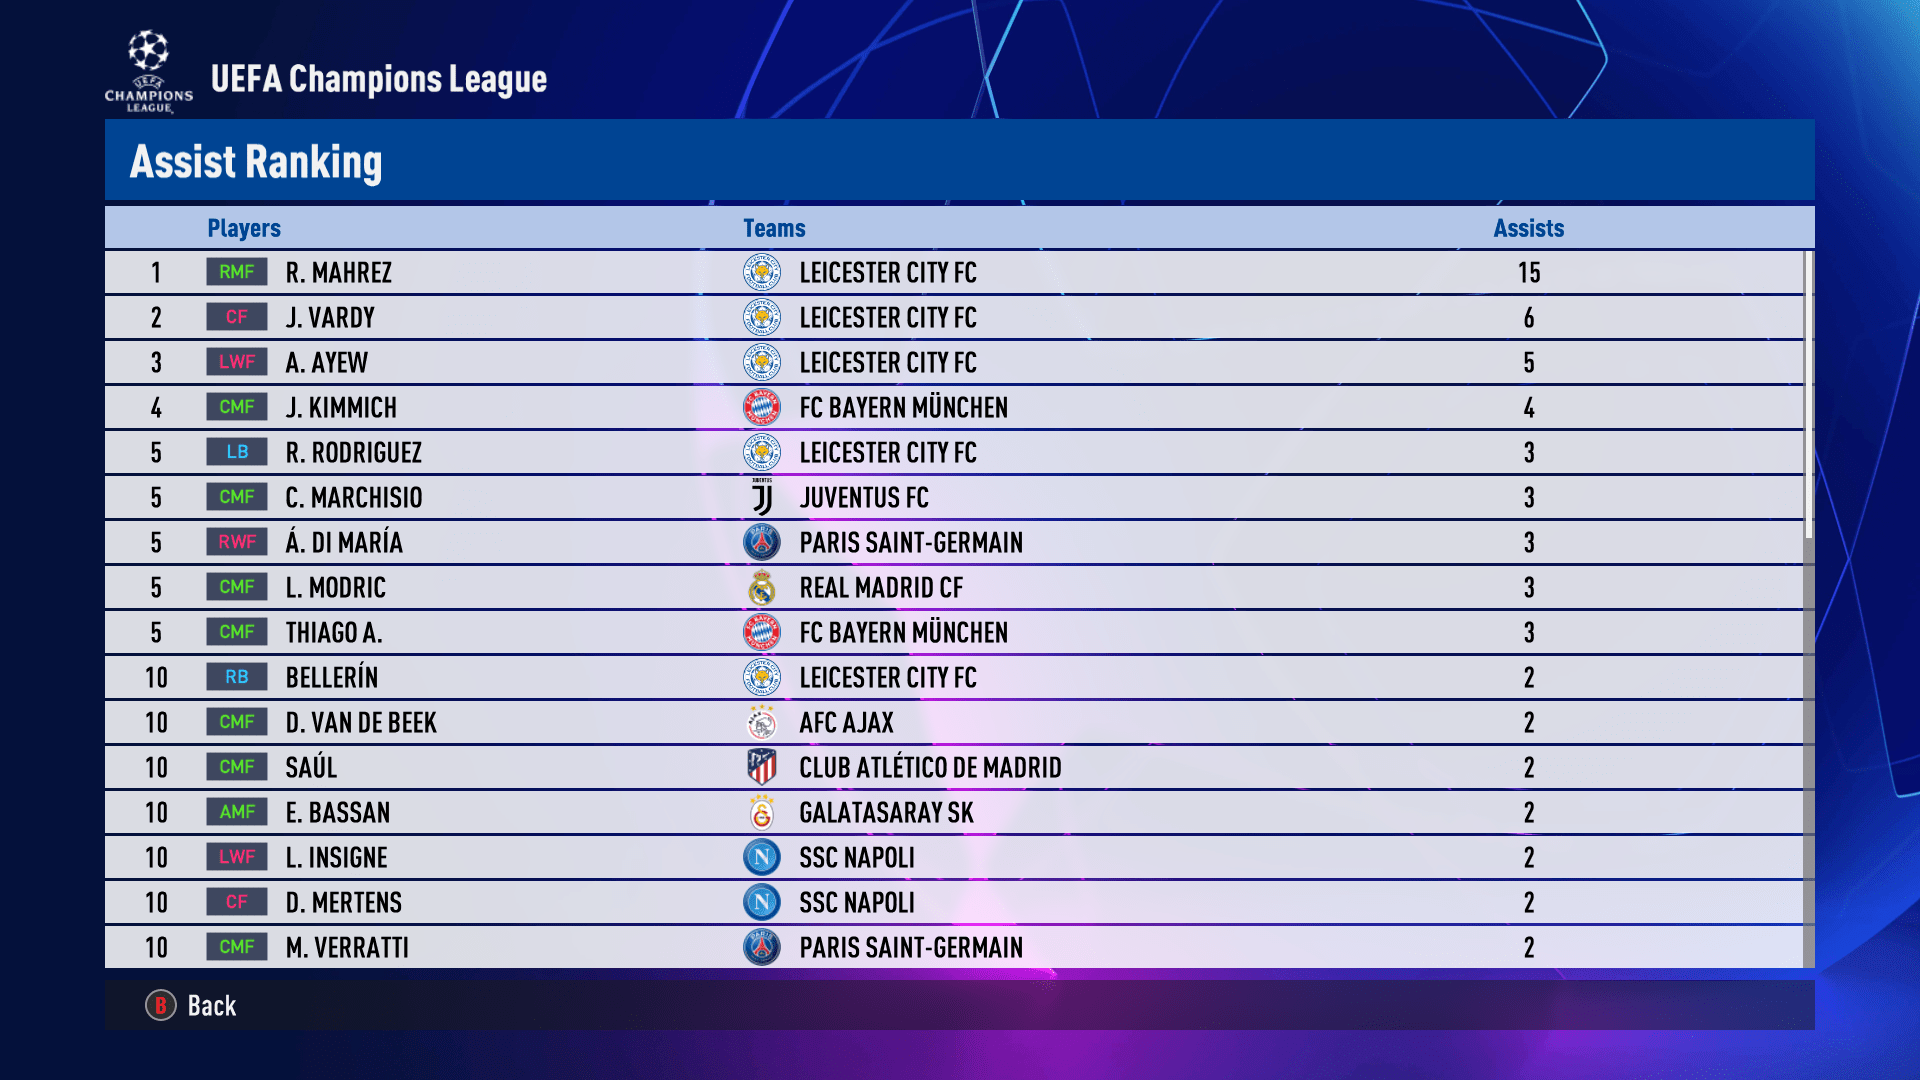 UEFA CHAMPIONS LEAGUE
UEFA Champions League
Assist Ranking
Players Teams Assists
1 RMF R. MAHREZ LEICESTER CITY FC 15
2 CF J. VARDY LEICESTER CITY FC 6
3 LWF A. AYEW LEICESTER CITY FC 5
4 CMF J. KIMMICH FC BAYERN MÜNCHEN 4
5 LB R. RODRIGUEZ LEICESTER CITY FC 3
5 CMF C. MARCHISIO JUVENTUS FC 3
5 RWF Á. DI MARÍA PARIS SAINT-GERMAIN 3
5 CMF L. MODRIC REAL MADRID CF 3
5 CMF THIAGO A. FC BAYERN MÜNCHEN 3
10 RB BELLERÍN LEICESTER CITY FC 2
10 CMF D. VAN DE BEEK AFC AJAX 2
10 CMF SAÚL CLUB ATLÉTICO DE MADRID 2
10 AMF E. BASSAN GALATASARAY SK 2
10 LWF L. INSIGNE SSC NAPOLI 2
10 CF D. MERTENS SSC NAPOLI 2
10 CMF M. VERRATTI PARIS SAINT-GERMAIN 2
B Back